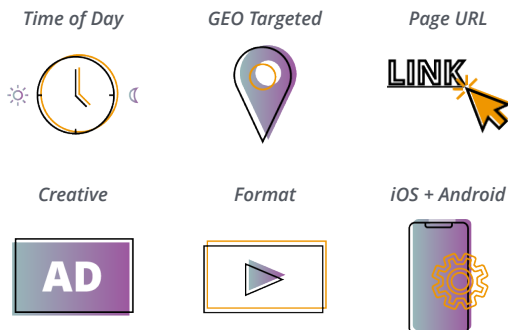 Time of Day
GEO Targeted
Page URL
LINK
Creative
Format
iOS + Android
AD